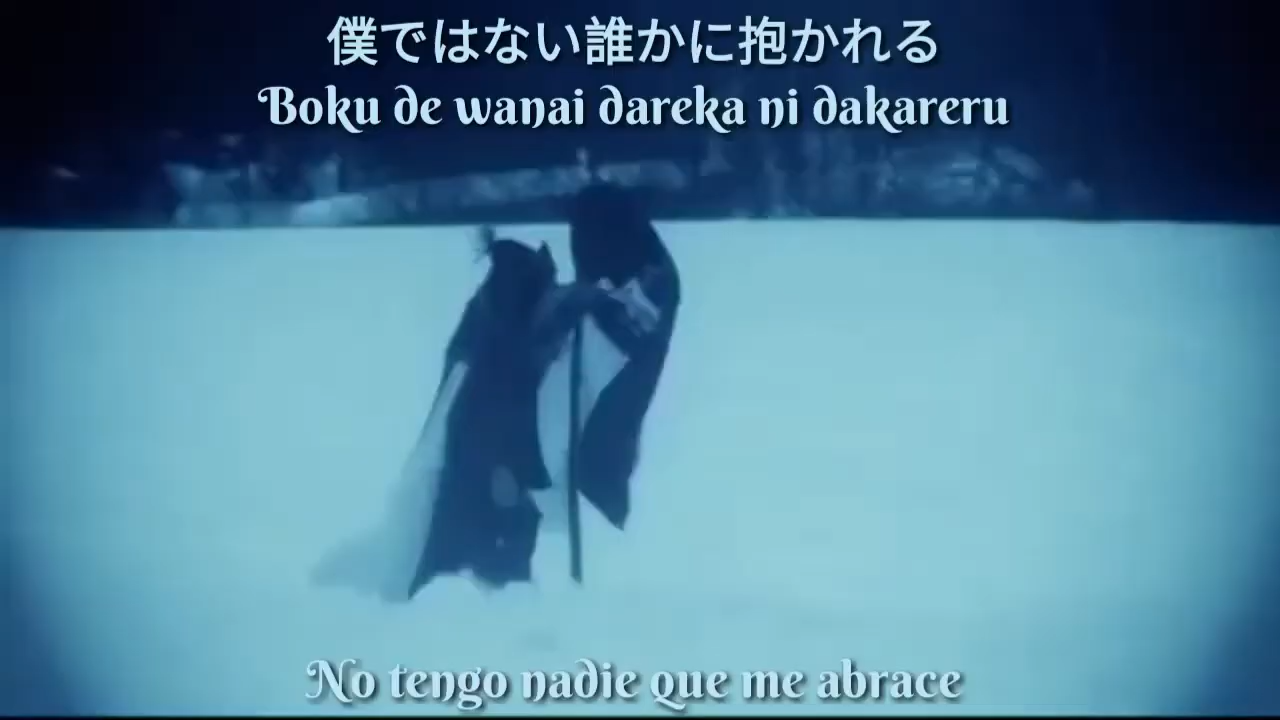 僕ではない誰かに抱かれる
Boku de wanai dareka ni dakareru
No tengo nadie que me abrace